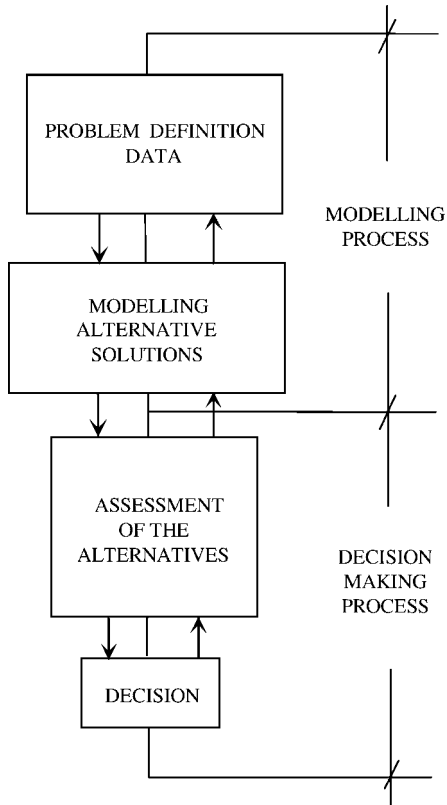 PROBLEM DEFINITION
DATA
MODELLING
PROCESS
MODELLING
ALTERNATIVE
SOLUTIONS
ASSESSMENT
OF THE
ALTERNATIVES
DECISION
MAKING
PROCESS
DECISION